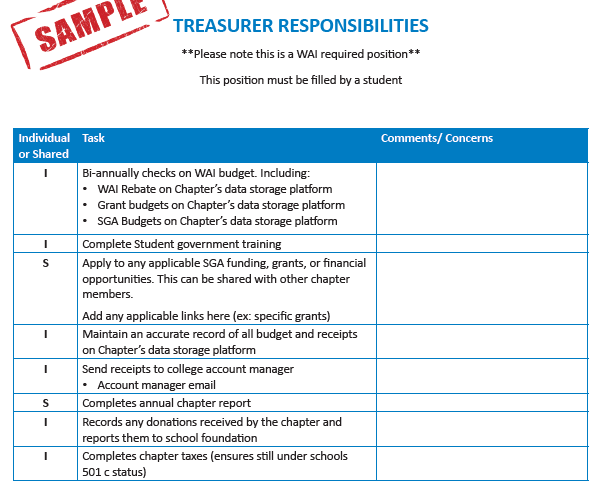 SAMPLE
TREASURER RESPONSIBILITIES
**Please note this is a WAI required position**
This position must be filled by a student
Individual or Shared
Task
Comments/ Concerns
I
Bi-annually checks on WAI budget. Including:
• WAI Rebate on Chapter's data storage platform
• Grant budgets on Chapter's data storage platform
• SGA Budgets on Chapter's data storage platform
I
Complete Student government training
S
Apply to any applicable SGA funding, grants, or financial
opportunities. This can be shared with other chapter
members.
Add any applicable links here (ex: specific grants)
I
Maintain an accurate record of all budget and receipts
on Chapter's data storage platform
I
Send receipts to college account manager
• Account manager email
S
Completes annual chapter report
I
Records any donations received by the chapter and
reports them to school foundation
I
Completes chapter taxes (ensures still under schools
501 c status)